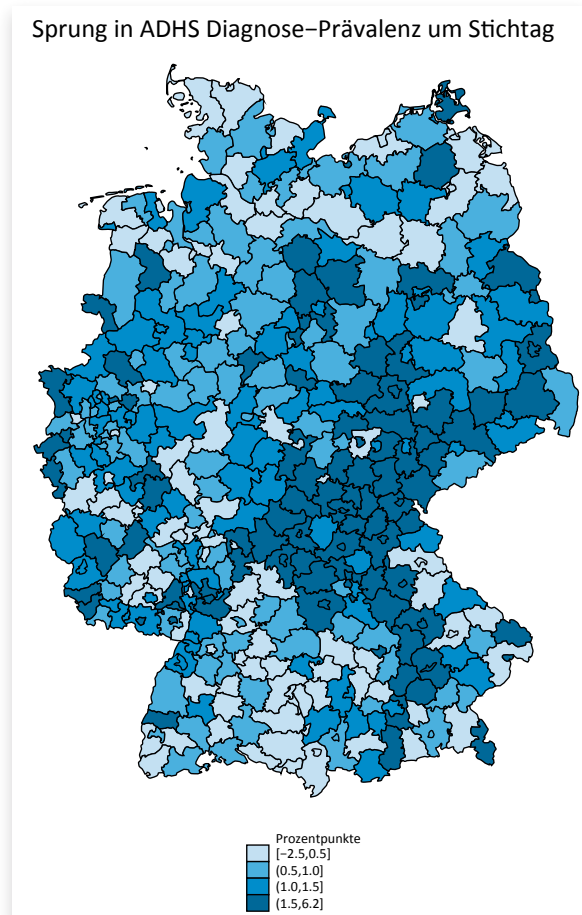 Sprung in ADHS Diagnose−Prävalenz um Stichtag
Prozentpunkte
[−2.5,0.5]
(0.5,1.0]
(1.0,1.5]
(1.5,6.2]